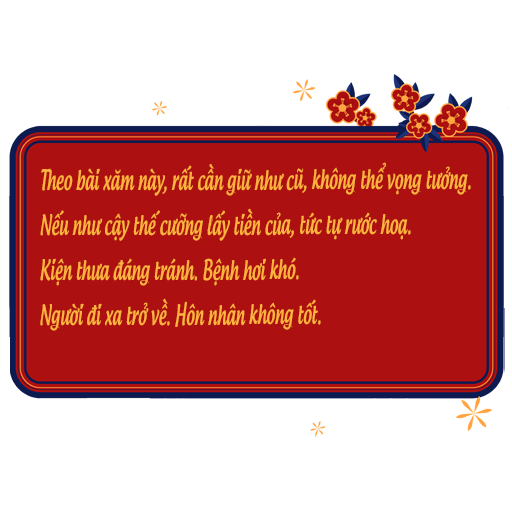 Theo bài xăm này, rất cần giữ như cũ, không thể vọng tưởng.
Nếu như cậy thế cưỡng lấy tiền của, tức tự rước hoạ.
Kiện thưa đáng tránh. Bệnh hơi khó.
Người đi xa trở về. Hôn nhân không tốt.